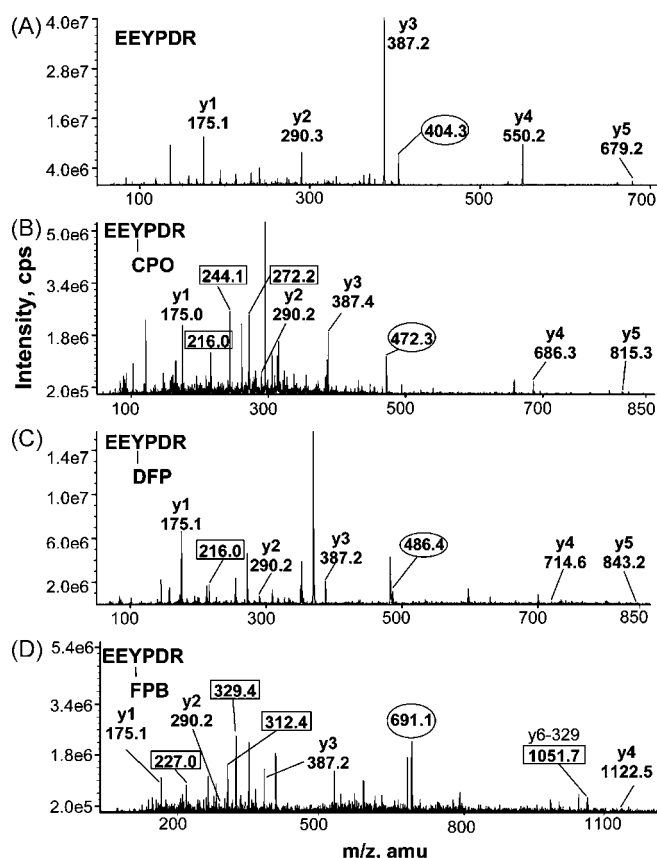 (A)
EEYPDR
4.0e7
2.8e7
1.6e7
4.0e6
y1
175.1
y2
290.3
y3
387.2
404.3
y4
550.2
y5
679.2
100
300
500
700
(B)
EEYPDR
CPO
5.0e6
3.4e6
1.8e6
2.0e5
y1
175.0
216.0
244.1
272.2
y2
290.2
y3
387.4
472.3
y4
686.3
y5
815.3
100
300
500
700
850
Intensity, cps
(C)
EEYPDR
DFP
1.4e7
1.0e7
6.0e6
2.0e6
y1
175.1
216.0
y2
290.2
y3
387.2
486.4
y4
714.6
y5
843.2
100
300
500
700
850
(D)
EEYPDR
FPB
5.4e6
3.4e6
1.8e6
2.0e5
y1
175.1
227.0
y2
290.2
329.4
312.4
y3
387.2
691.1
y6-329
1051.7
y4
1122.5
200
500
800
1100
m/z, amu